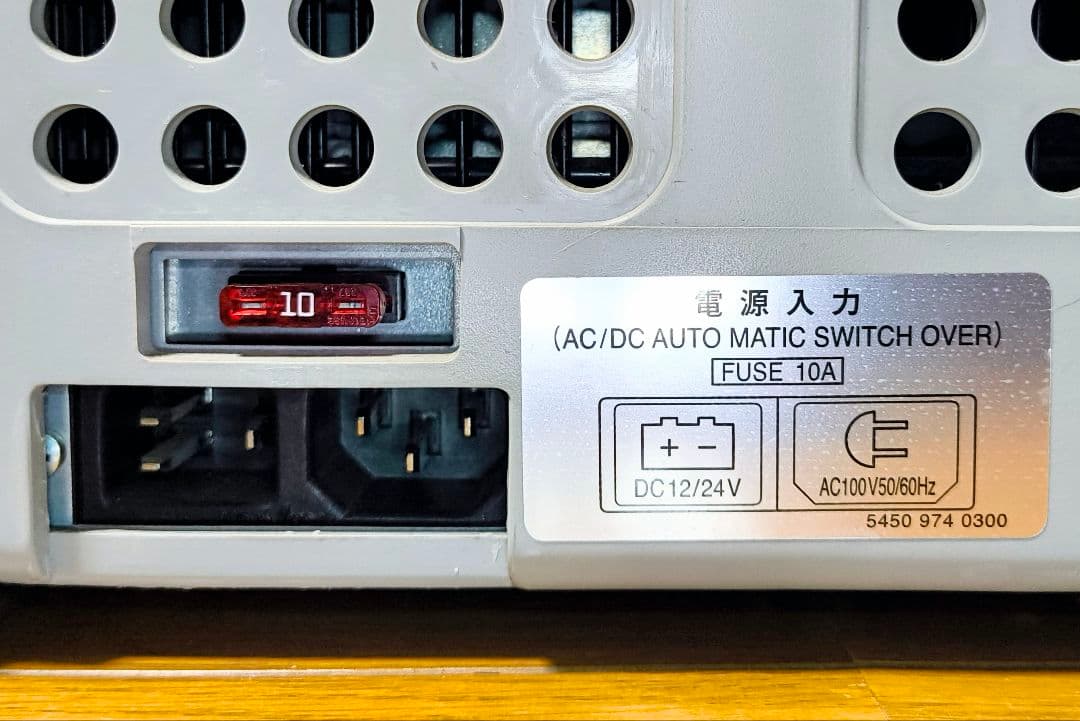 10
電源入力
(AC/DC AUTO MATIC SWITCH OVER)
FUSE 10A
+ −
DC12/24V
AC100V50/60Hz
5450 974 0300